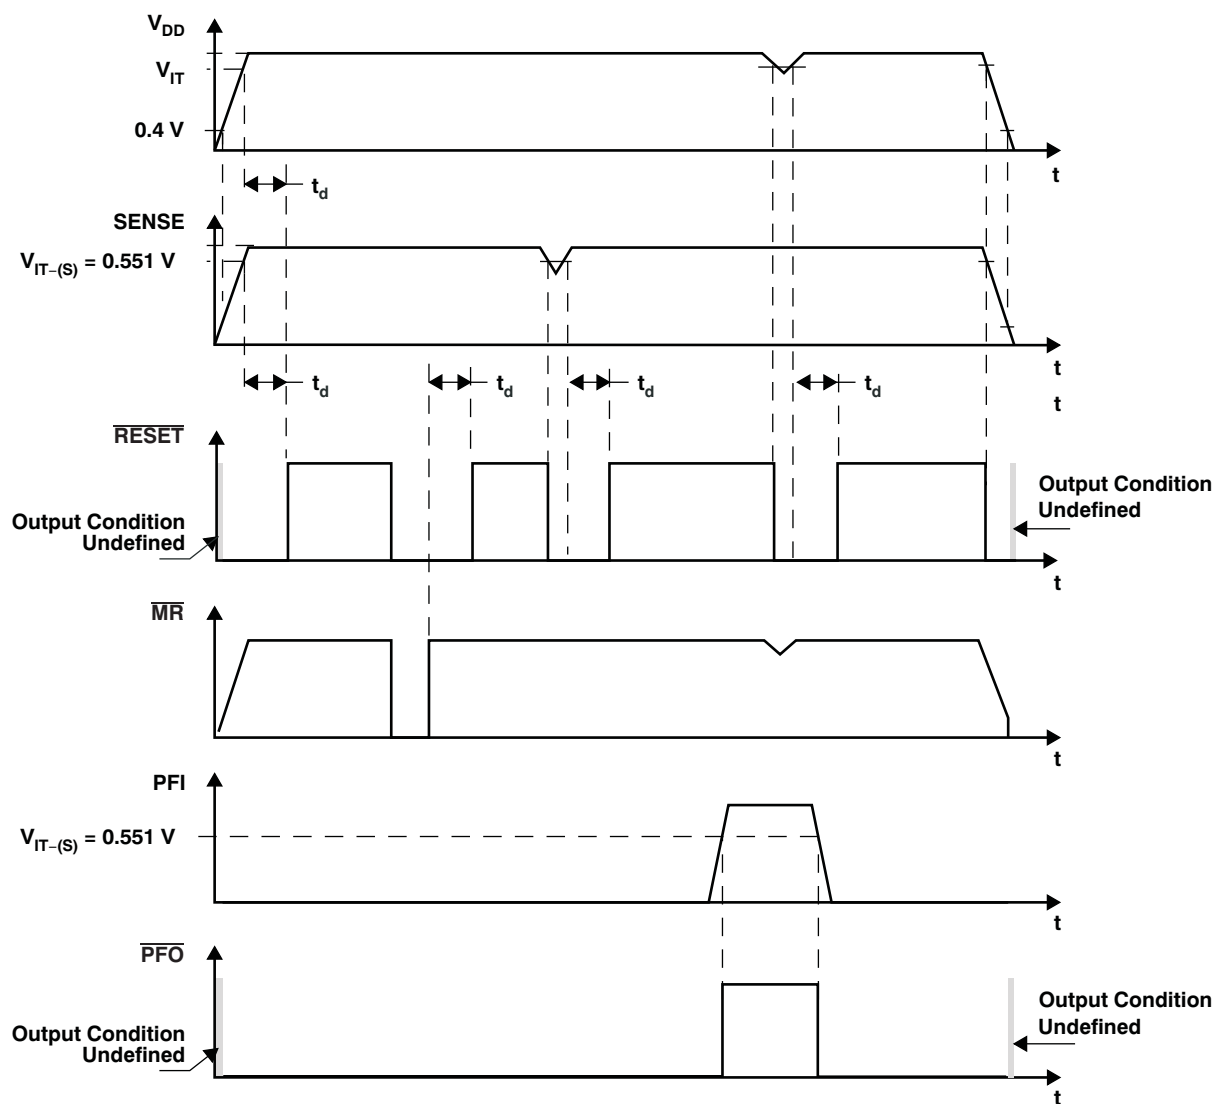 V_DD
V_IT
0.4 V
t
t_d
SENSE
V_IT–(S) = 0.551 V
t
t_d
t_d
t_d
t_d
t
RESET
Output Condition
Undefined
Output Condition
Undefined
t
MR
t
PFI
V_IT–(S) = 0.551 V
t
PFO
Output Condition
Undefined
Output Condition
Undefined
t